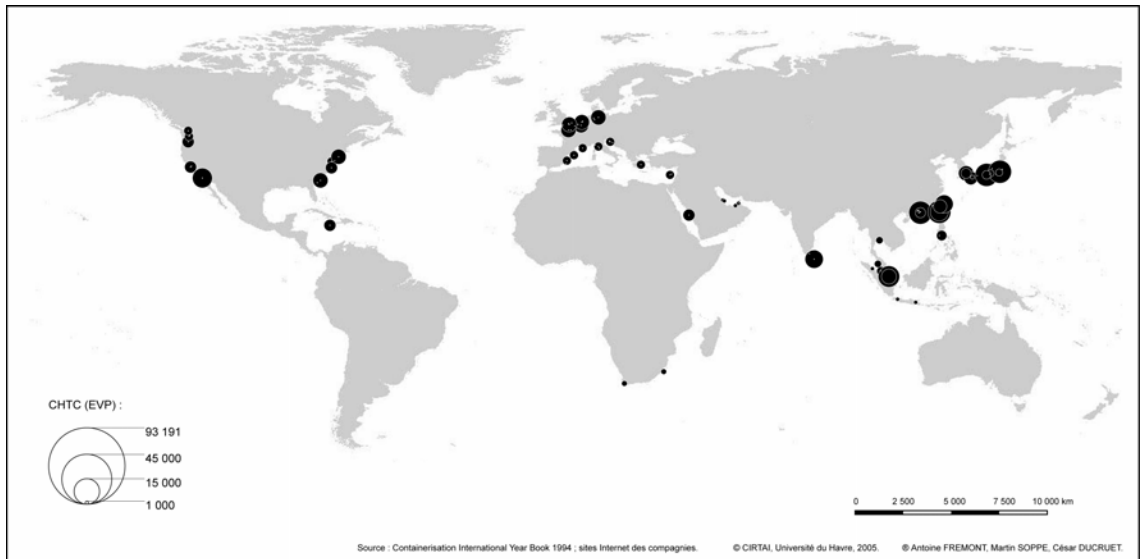 CHTC (EVP) :
93 191
45 000
15 000
1 000
0 2 500 5 000 7 500 10 000 km
Source : Containerisation International Year Book 1994 ; sites Internet des compagnies. © CIRTAI, Université du Havre, 2005. ® Antoine FREMONT, Martin SOPPE, César DUCRUET.